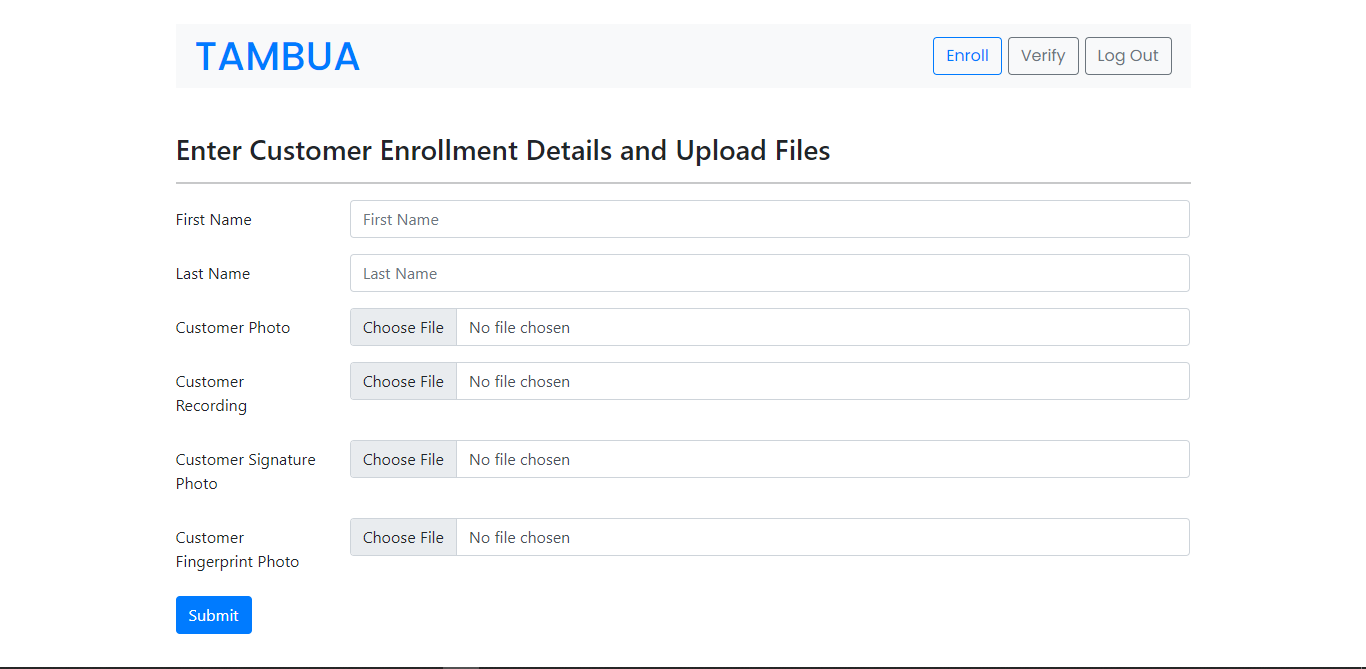 TAMBUA
Enroll
Verify
Log Out
Enter Customer Enrollment Details and Upload Files
First Name
First Name
Last Name
Last Name
Customer Photo
Choose File
No file chosen
Customer
Recording
Choose File
No file chosen
Customer Signature
Photo
Choose File
No file chosen
Customer
Fingerprint Photo
Choose File
No file chosen
Submit